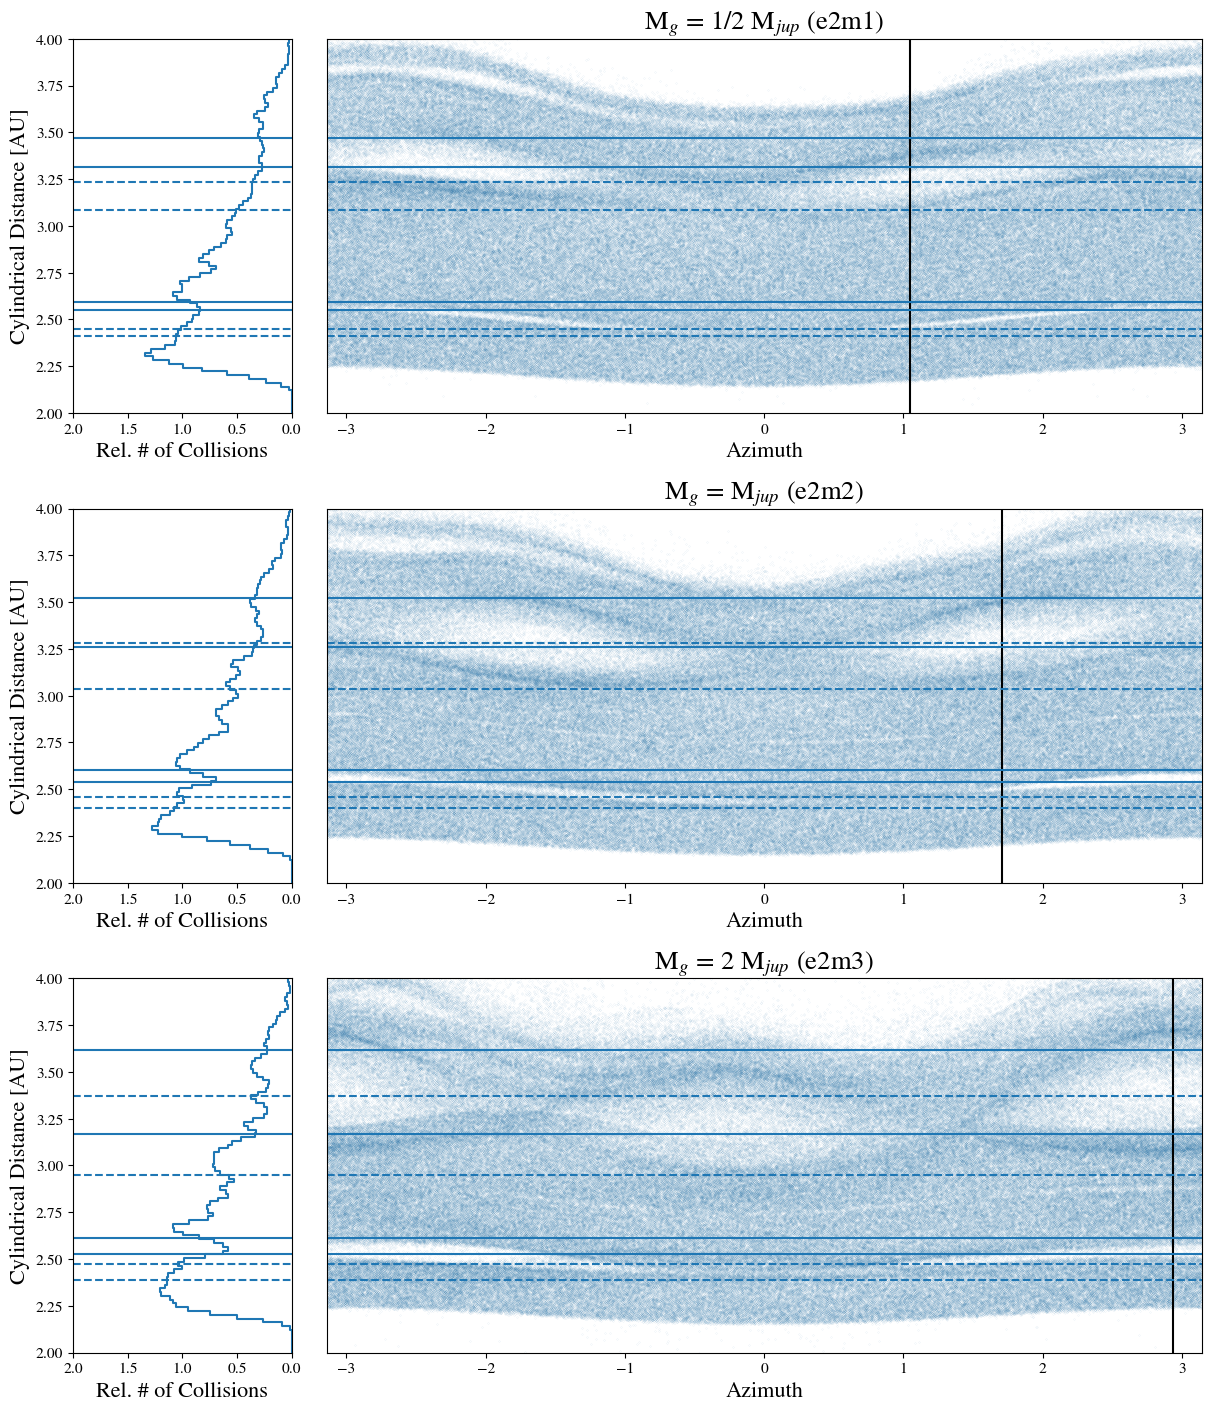 M_g = 1/2 M_jup (e2m1)
4.00
3.75
3.50
3.25
3.00
2.75
2.50
2.25
2.00
Cylindrical Distance [AU]
2.0 1.5 1.0 0.5 0.0
−3 −2 −1 0 1 2 3
Rel. # of Collisions
Azimuth
M_g = M_jup (e2m2)
4.00
3.75
3.50
3.25
3.00
2.75
2.50
2.25
2.00
Cylindrical Distance [AU]
2.0 1.5 1.0 0.5 0.0
−3 −2 −1 0 1 2 3
Rel. # of Collisions
Azimuth
M_g = 2 M_jup (e2m3)
4.00
3.75
3.50
3.25
3.00
2.75
2.50
2.25
2.00
Cylindrical Distance [AU]
2.0 1.5 1.0 0.5 0.0
−3 −2 −1 0 1 2 3
Rel. # of Collisions
Azimuth